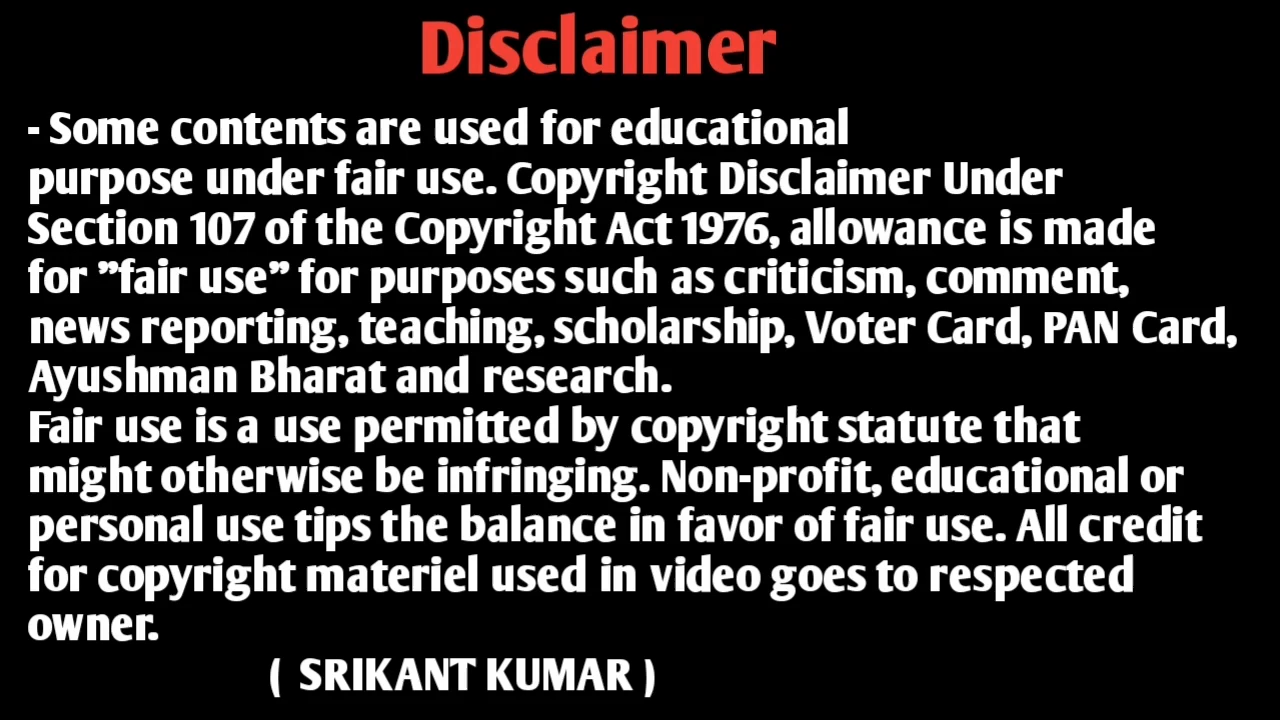 Disclaimer
- Some contents are used for educational
purpose under fair use. Copyright Disclaimer Under
Section 107 of the Copyright Act 1976, allowance is made
for ”fair use” for purposes such as criticism, comment,
news reporting, teaching, scholarship, Voter Card, PAN Card,
Ayushman Bharat and research.
Fair use is a use permitted by copyright statute that
might otherwise be infringing. Non-profit, educational or
personal use tips the balance in favor of fair use. All credit
for copyright materiel used in video goes to respected
owner.
( SRIKANT KUMAR )